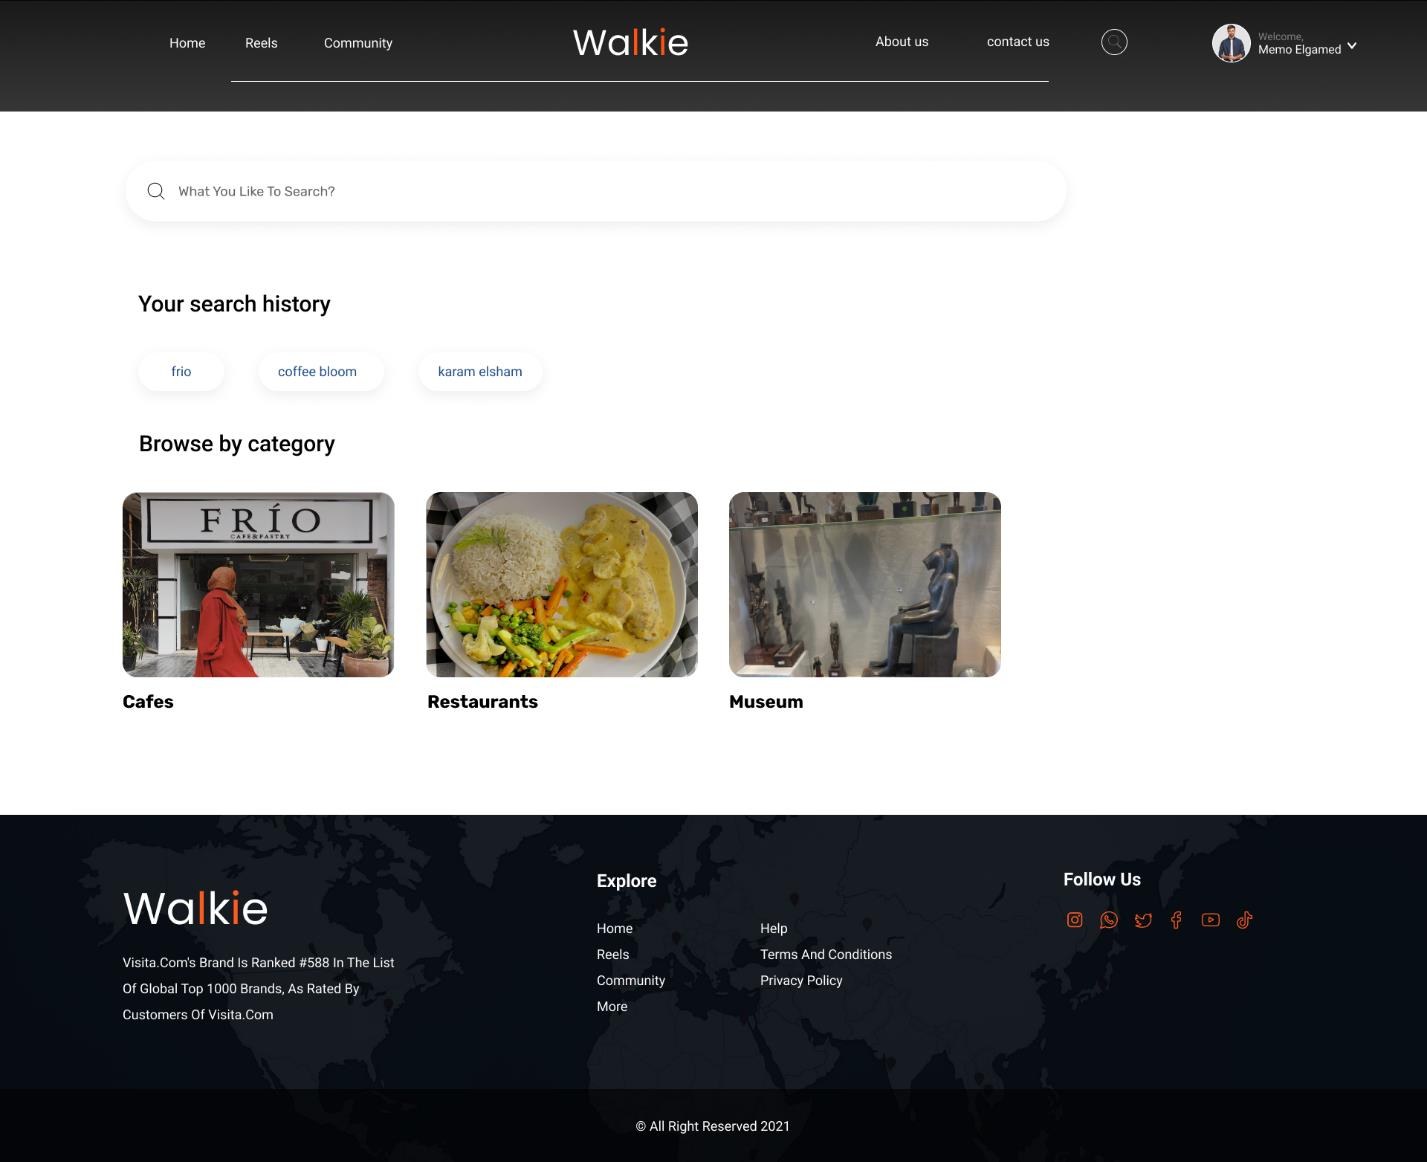 Home
Reels
Community
Walkie
About us
contact us
Welcome,
Memo Elgamed
What You Like To Search?
Your search history
frio
coffee bloom
karam elsham
Browse by category
FRÍO
CAFE&PASTRY
Cafes
Restaurants
Museum
Walkie
Visita.Com's Brand Is Ranked #588 In The List
Of Global Top 1000 Brands, As Rated By
Customers Of Visita.Com
Explore
Home
Reels
Community
More
Help
Terms And Conditions
Privacy Policy
Follow Us
© All Right Reserved 2021